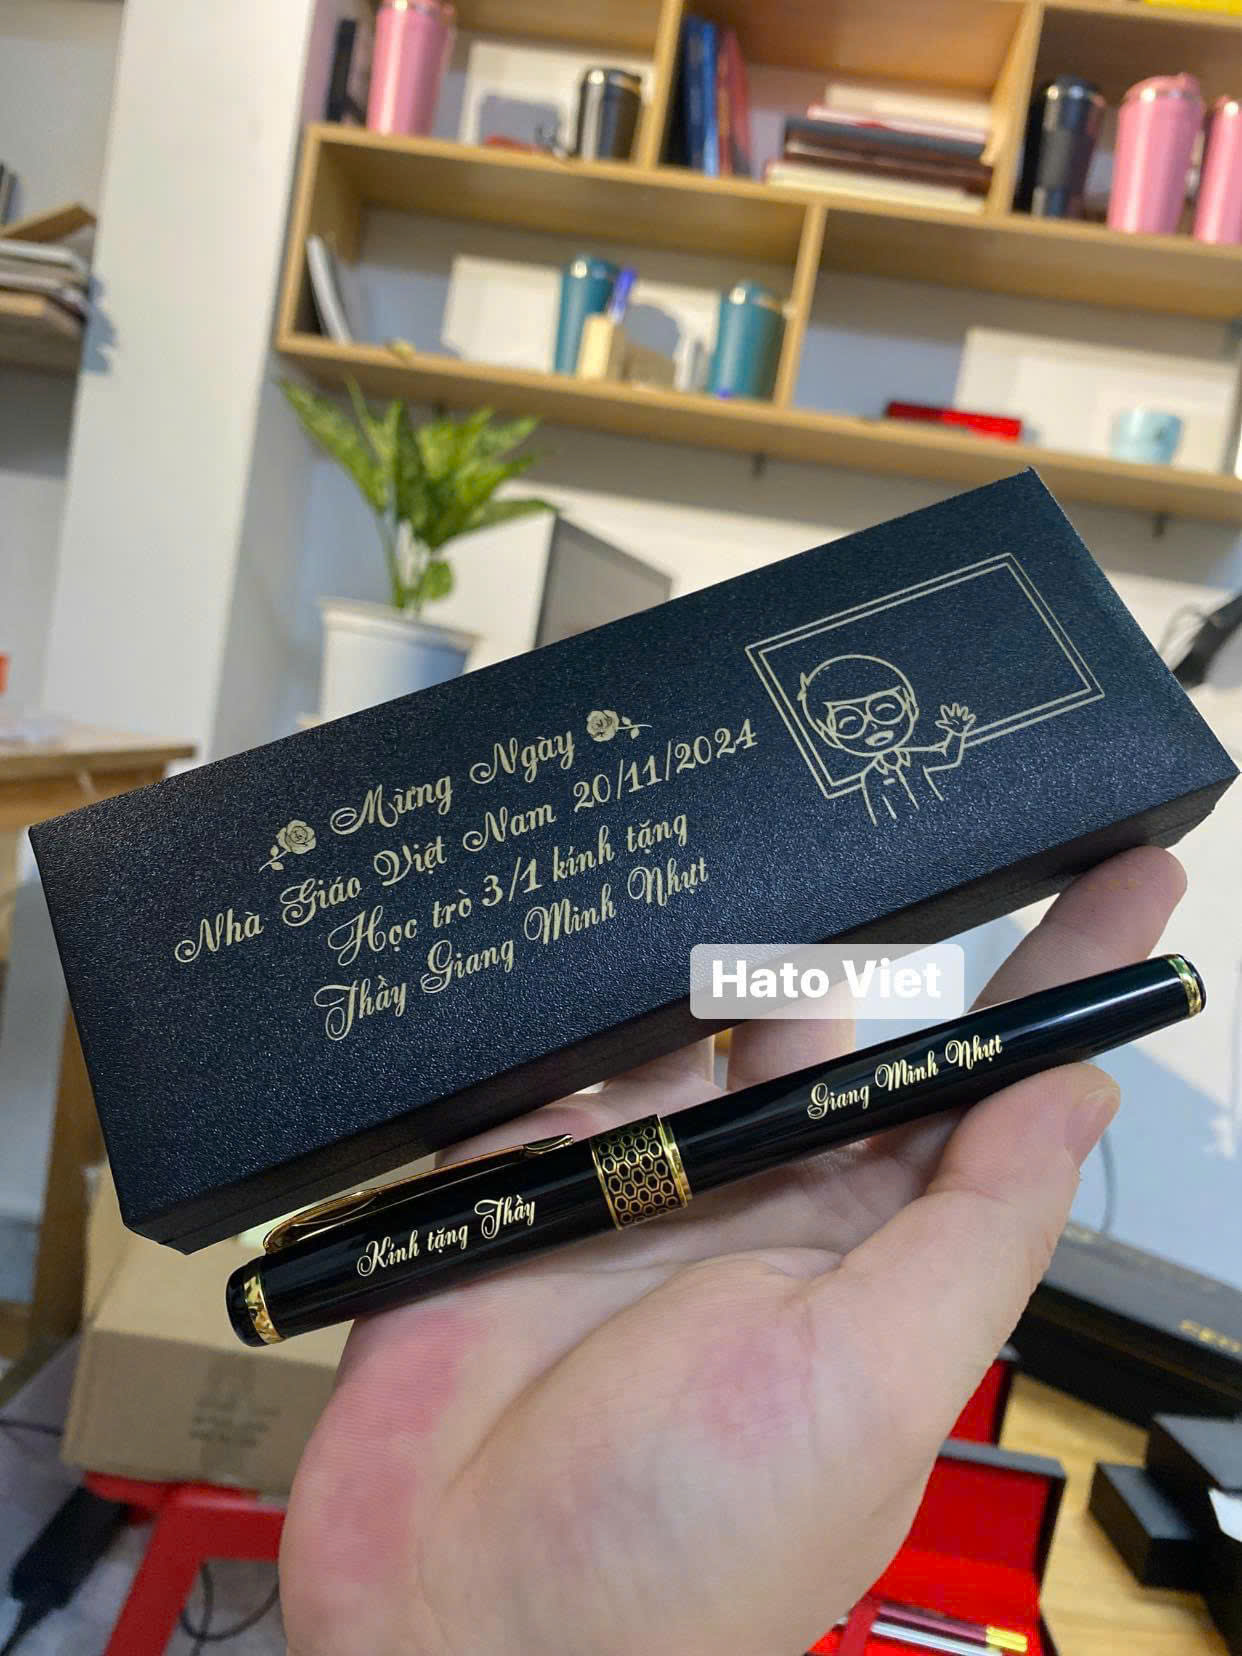 Mừng Ngày
Nhà Giáo Việt Nam 20/11/2024
Học trò 3/1 kính tặng
Thầy Giang Minh Nhựt
Hato Viet
Giang Minh Nhựt
Kính tặng Thầy